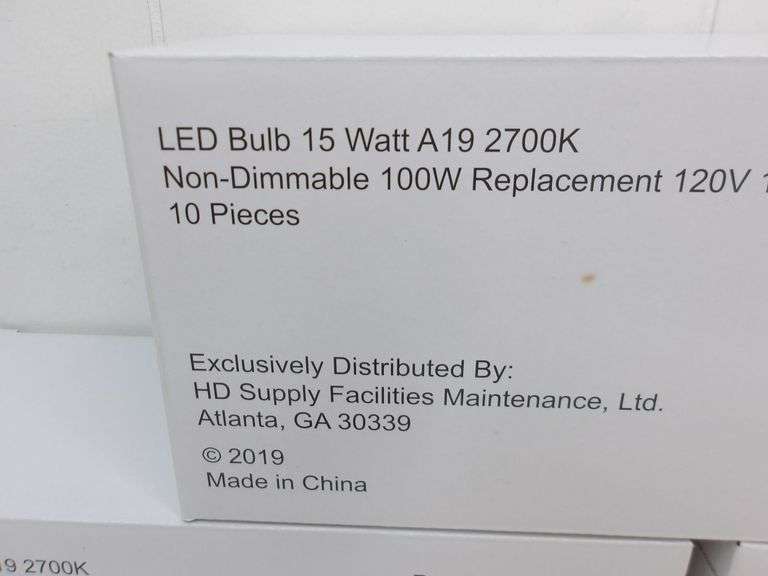 LED Bulb 15 Watt A19 2700K
Non-Dimmable 100W Replacement 120V
10 Pieces
Exclusively Distributed By:
HD Supply Facilities Maintenance, Ltd.
Atlanta, GA 30339
© 2019
Made in China
19 2700K